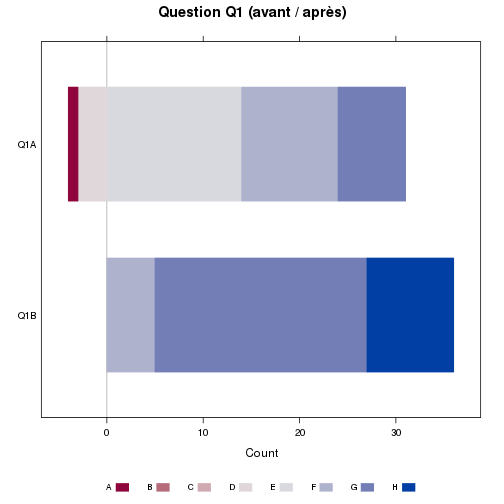 Question Q1 (avant / après)
Q1A
Q1B
0 10 20 30
Count
A B C D E F G H